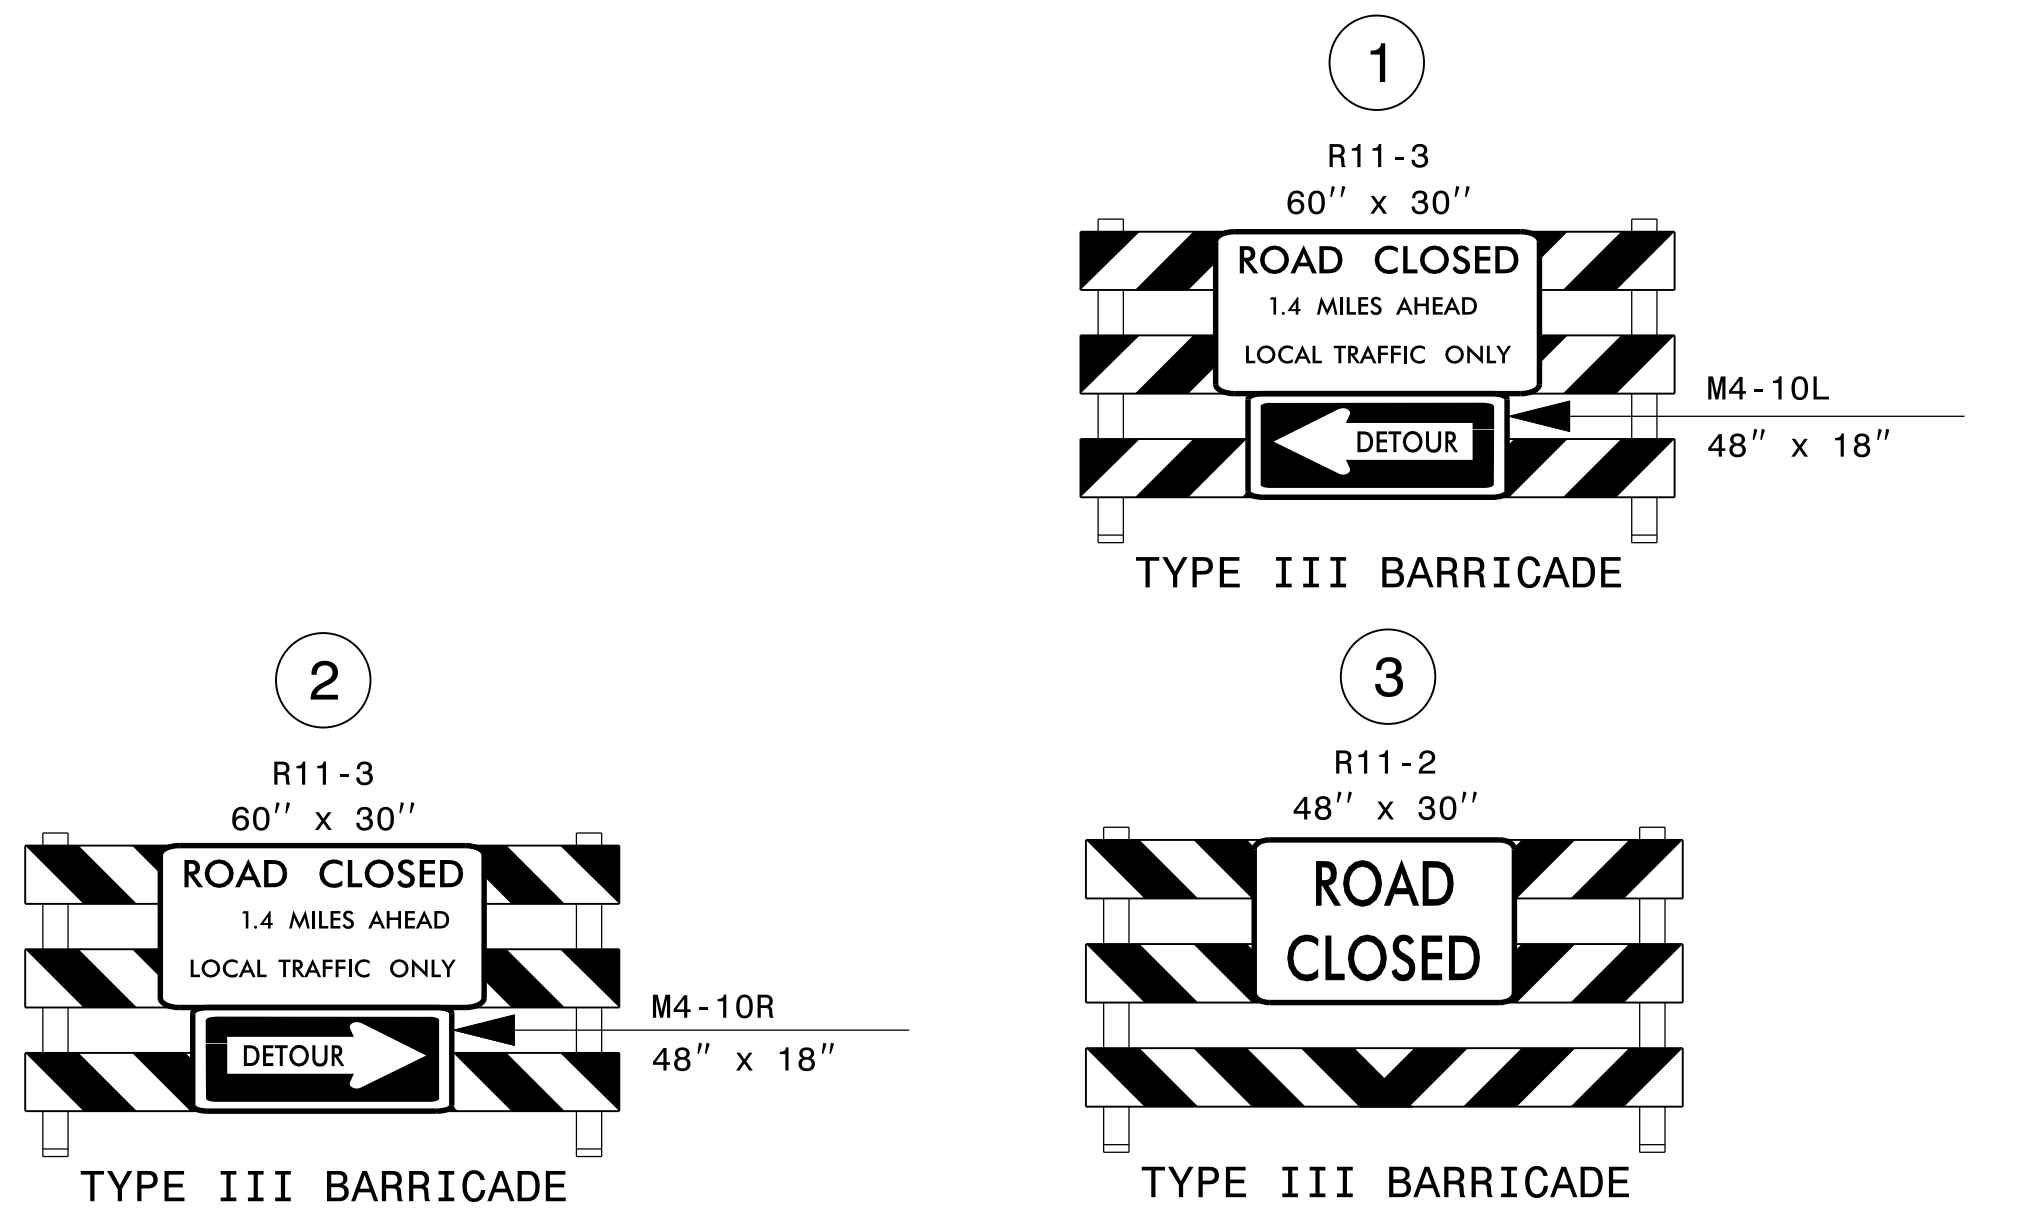 1
R11-3
60'' x 30''
ROAD CLOSED
1.4 MILES AHEAD
LOCAL TRAFFIC ONLY
M4-10L
DETOUR
48" x 18"
TYPE III BARRICADE
2
R11-3
60'' x 30''
ROAD CLOSED
1.4 MILES AHEAD
LOCAL TRAFFIC ONLY
M4-10R
DETOUR
48" x 18"
TYPE III BARRICADE
3
R11-2
48'' x 30''
ROAD
CLOSED
TYPE III BARRICADE